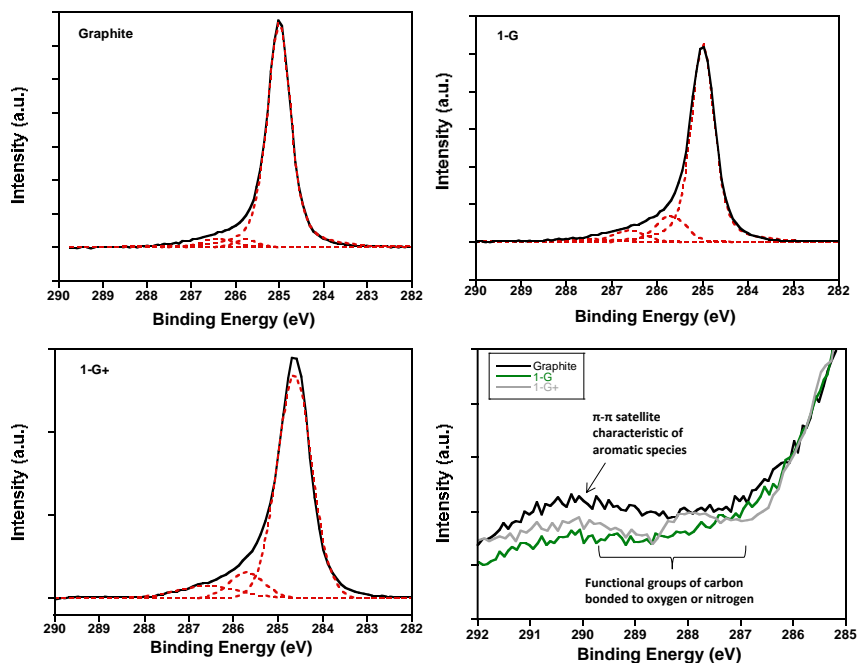 Graphite
Intensity (a.u.)
290 289 288 287 286 285 284 283 282
Binding Energy (eV)
1-G
Intensity (a.u.)
290 289 288 287 286 285 284 283 282
Binding Energy (eV)
1-G+
Intensity (a.u.)
290 289 288 287 286 285 284 283 282
Binding Energy (eV)
Graphite
1-G
1-G+
π-π satellite
characteristic of
aromatic species
Intensity (a.u.)
Functional groups of carbon
bonded to oxygen or nitrogen
292 291 290 289 288 287 286 285
Binding Energy (eV)